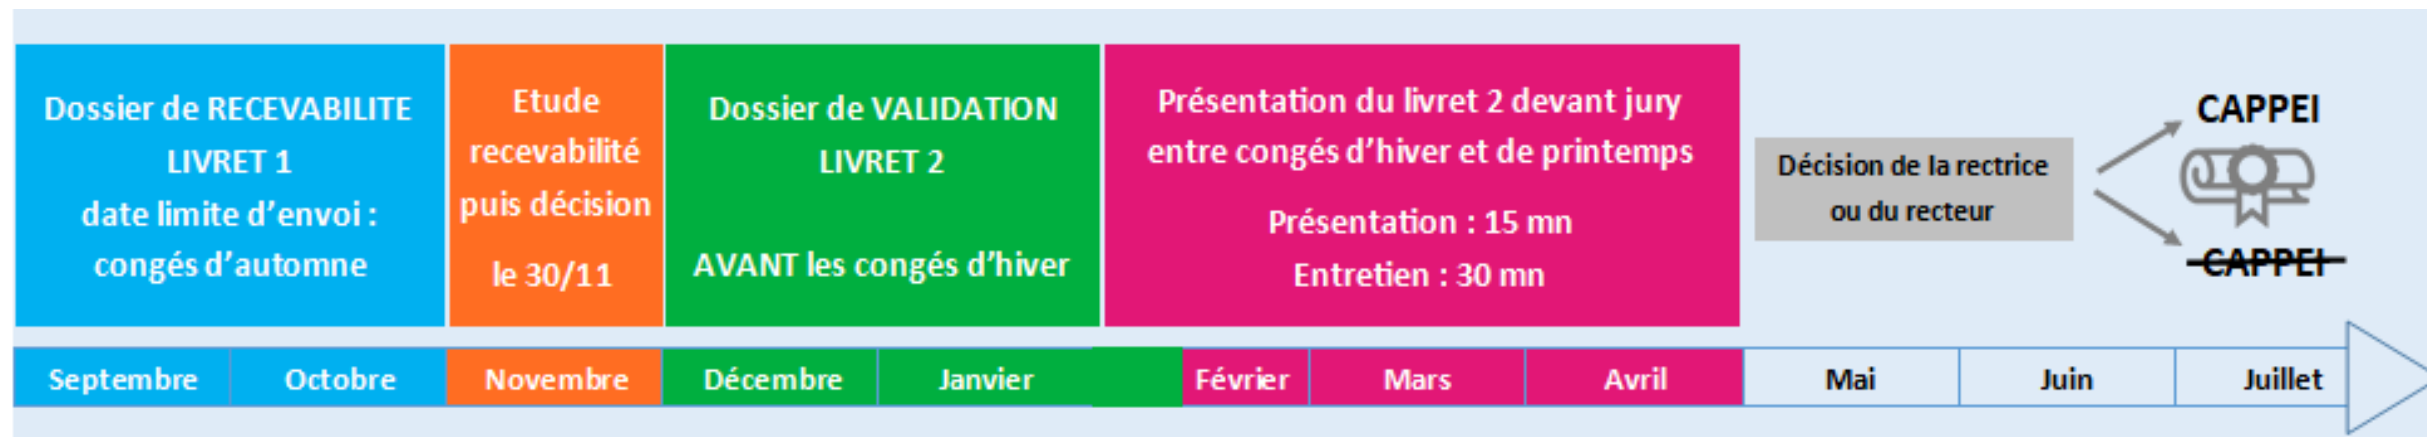 Dossier de RECEVABILITE
LIVRET 1
date limite d'envoi :
congés d'automne
Etude
recevabilité
puis décision
le 30/11
Dossier de VALIDATION
LIVRET 2
AVANT les congés d'hiver
Présentation du livret 2 devant jury
entre congés d'hiver et de printemps
Présentation : 15 mn
Entretien : 30 mn
Décision de la rectrice
ou du recteur
CAPPEI
CAPPEI
Septembre
Octobre
Novembre
Décembre
Janvier
Février
Mars
Avril
Mai
Juin
Juillet